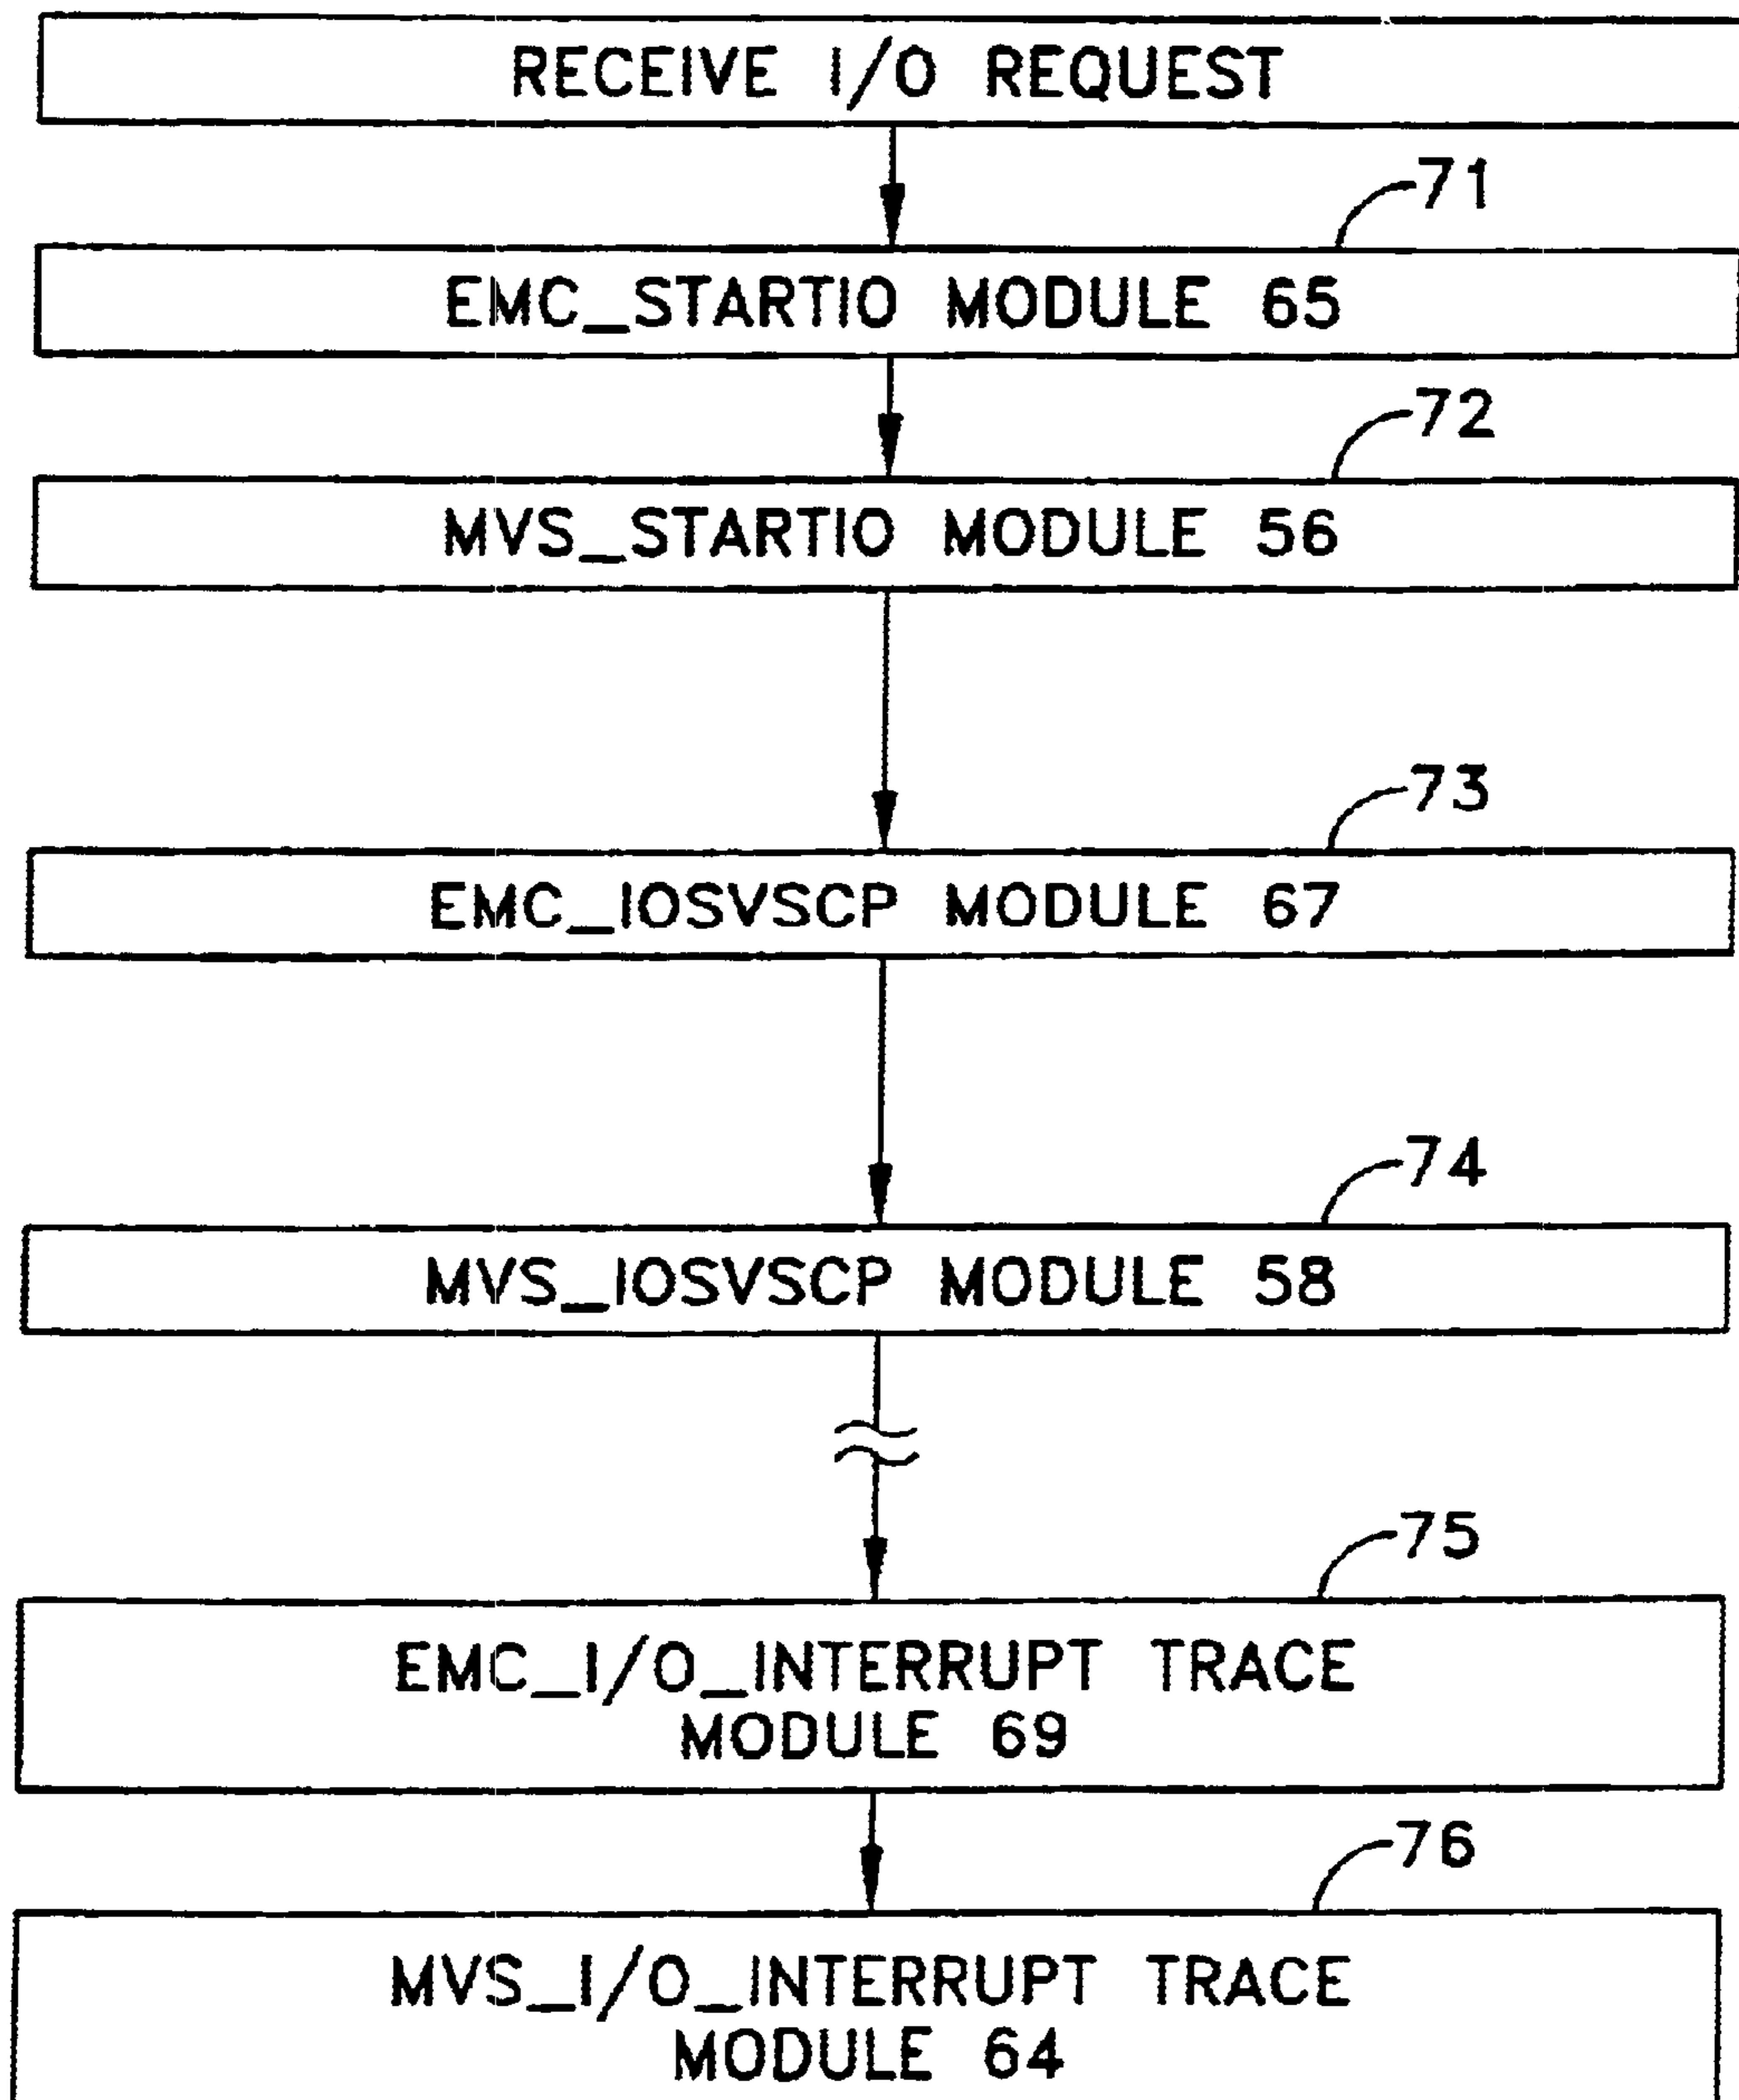 RECEIVE I/O REQUEST
71
EMC_STARTIO MODULE 65
72
MVS_STARTIO MODULE 56
73
EMC_IOSVSCP MODULE 67
74
MVS_IOSVSCP MODULE 58
75
EMC_I/O_INTERRUPT TRACE
MODULE 69
76
MVS_I/O_INTERRUPT TRACE
MODULE 64